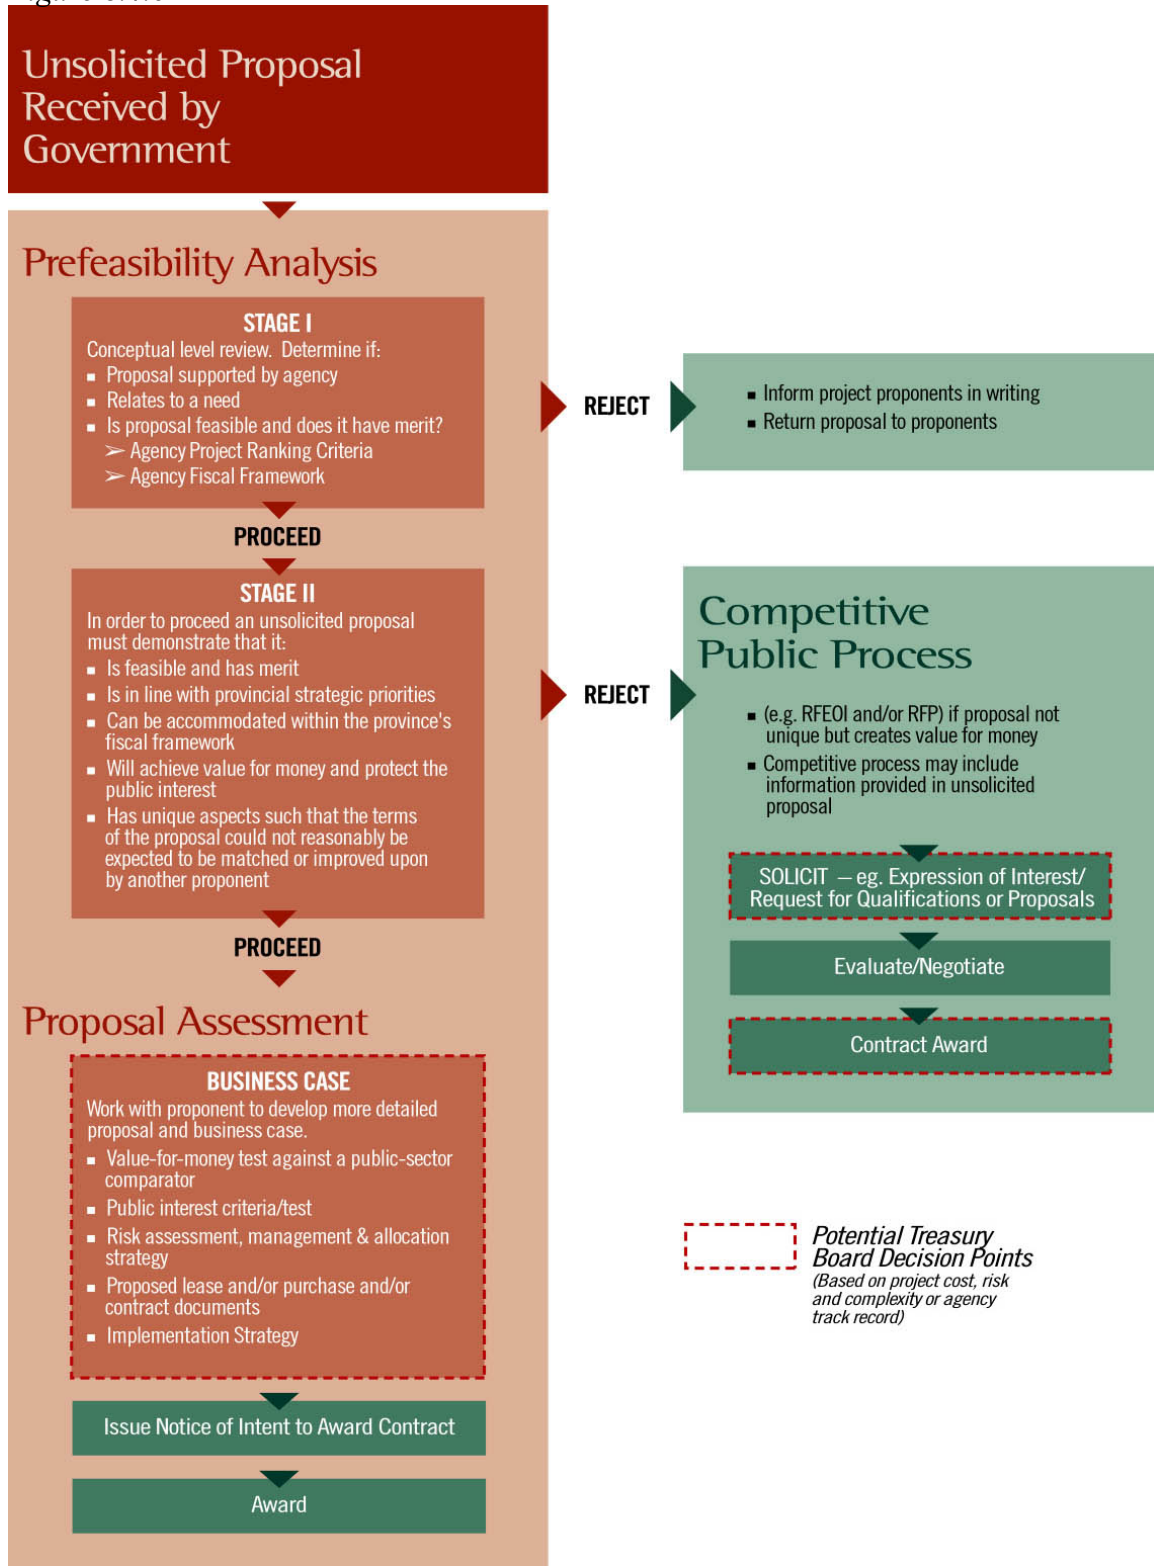 Unsolicited Proposal
Received by
Government
Prefeasibility Analysis
STAGE I
Conceptual level review. Determine if:
▪ Proposal supported by agency
▪ Relates to a need
▪ Is proposal feasible and does it have merit?
➢ Agency Project Ranking Criteria
➢ Agency Fiscal Framework
REJECT
▪ Inform project proponents in writing
▪ Return proposal to proponents
PROCEED
STAGE II
In order to proceed an unsolicited proposal
must demonstrate that it:
▪ Is feasible and has merit
▪ Is in line with provincial strategic priorities
▪ Can be accommodated within the province's
fiscal framework
▪ Will achieve value for money and protect the
public interest
▪ Has unique aspects such that the terms
of the proposal could not reasonably be
expected to be matched or improved upon
by another proponent
REJECT
Competitive
Public Process
▪ (e.g. RFEOI and/or RFP) if proposal not
unique but creates value for money
▪ Competitive process may include
information provided in unsolicited
proposal
SOLICIT – eg. Expression of Interest/
Request for Qualifications or Proposals
Evaluate/Negotiate
Contract Award
PROCEED
Proposal Assessment
BUSINESS CASE
Work with proponent to develop more detailed
proposal and business case.
▪ Value-for-money test against a public-sector
comparator
▪ Public interest criteria/test
▪ Risk assessment, management & allocation
strategy
▪ Proposed lease and/or purchase and/or
contract documents
▪ Implementation Strategy
Issue Notice of Intent to Award Contract
Award
Potential Treasury
Board Decision Points
(Based on project cost, risk
and complexity or agency
track record)